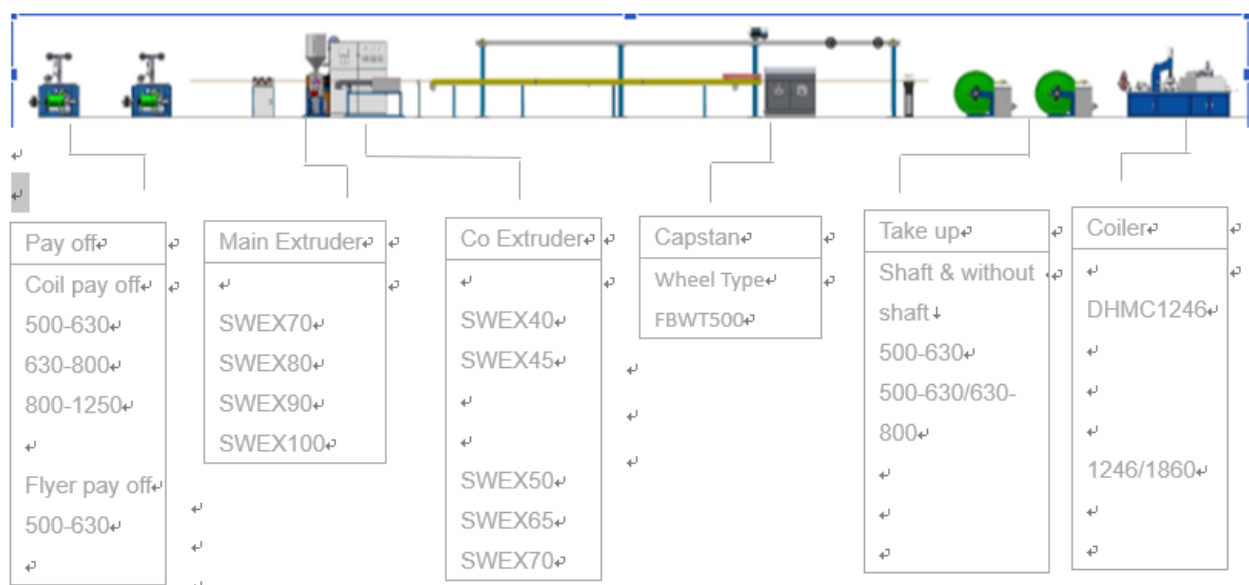 Pay off
Coil pay off
500-630
630-800
800-1250
Flyer pay off
500-630
Main Extruder
SWEX70
SWEX80
SWEX90
SWEX100
Co Extruder
SWEX40
SWEX45
SWEX50
SWEX65
SWEX70
Capstan
Wheel Type
FBWT500
Take up
Shaft & without
shaft
500-630
500-630/630-
800
Coiler
DHMC1246
1246/1860